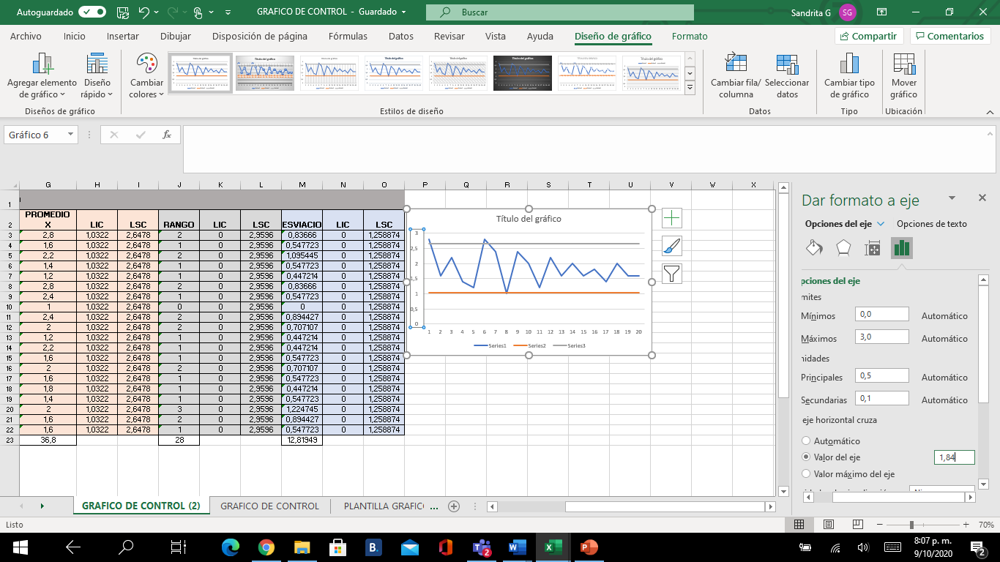 Autoguardado GRAFICO DE CONTROL - Guardado Buscar Sandrita G SG
Archivo Inicio Insertar Dibujar Disposición de página Fórmulas Datos Revisar Vista Ayuda Diseño de gráfico Formato Compartir Comentarios
Agregar elemento de gráfico Diseño rápido Cambiar colores Cambiar fila/ columna Seleccionar datos Cambiar tipo de gráfico Mover gráfico
Diseños de gráfico Estilos de diseño Datos Tipo Ubicación
Gráfico 6 fx
G H I J K L M N O P Q R S T U V W X
1
2 PROMEDIO X LIC LSC RANGO LIC LSC ESVIACIO LIC LSC
3 2,8 1,0322 2,6478 2 0 2,9596 0,83666 0 1,258874
4 1,6 1,0322 2,6478 1 0 2,9596 0,547723 0 1,258874
5 2,2 1,0322 2,6478 2 0 2,9596 1,095445 0 1,258874
6 1,4 1,0322 2,6478 1 0 2,9596 0,547723 0 1,258874
7 1,2 1,0322 2,6478 1 0 2,9596 0,447214 0 1,258874
8 2,8 1,0322 2,6478 2 0 2,9596 0,83666 0 1,258874
9 2,4 1,0322 2,6478 1 0 2,9596 0,547723 0 1,258874
10 1 1,0322 2,6478 0 0 2,9596 0 0 1,258874
11 2,4 1,0322 2,6478 2 0 2,9596 0,894427 0 1,258874
12 2 1,0322 2,6478 2 0 2,9596 0,707107 0 1,258874
13 1,2 1,0322 2,6478 1 0 2,9596 0,447214 0 1,258874
14 2,2 1,0322 2,6478 1 0 2,9596 0,447214 0 1,258874
15 1,6 1,0322 2,6478 1 0 2,9596 0,547723 0 1,258874
16 2 1,0322 2,6478 2 0 2,9596 0,707107 0 1,258874
17 1,6 1,0322 2,6478 1 0 2,9596 0,547723 0 1,258874
18 1,8 1,0322 2,6478 1 0 2,9596 0,447214 0 1,258874
19 1,4 1,0322 2,6478 1 0 2,9596 0,547723 0 1,258874
20 2 1,0322 2,6478 3 0 2,9596 1,224745 0 1,258874
21 1,6 1,0322 2,6478 2 0 2,9596 0,894427 0 1,258874
22 1,6 1,0322 2,6478 1 0 2,9596 0,547723 0 1,258874
23 36,8 28 12,81949
Título del gráfico
3
2,5
2
1,5
1
0,5
0
1 2 3 4 5 6 7 8 9 10 11 12 13 14 15 16 17 18 19 20
Series1 Series2 Series3
Dar formato a eje
Opciones del eje Opciones de texto
pciones del eje
mites
Mínimos 0,0 Automático
Máximos 3,0 Automático
nidades
Principales 0,5 Automático
Secundarias 0,1 Automático
eje horizontal cruza
Automático
Valor del eje 1,84
Valor máximo del eje
GRAFICO DE CONTROL (2) GRAFICO DE CONTROL PLANTILLA GRAFIC ...
Listo 70%
8:07 p. m.
9/10/2020
2
2